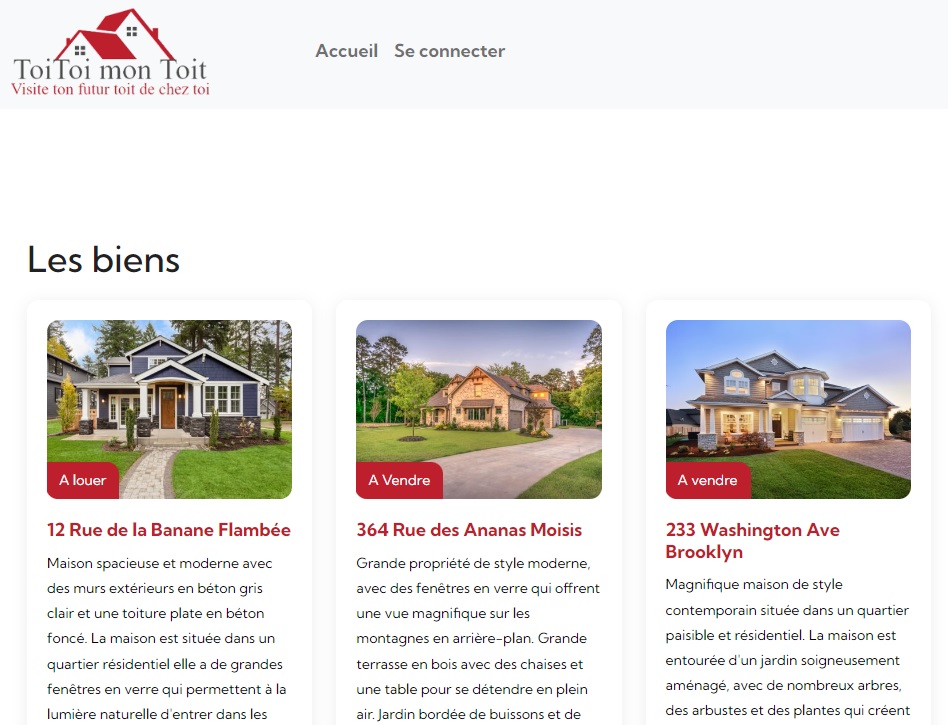 ToiToi mon Toit
Visite ton futur toit de chez toi
Accueil Se connecter
Les biens
A louer
12 Rue de la Banane Flambée
Maison spacieuse et moderne avec
des murs extérieurs en béton gris
clair et une toiture plate en béton
foncé. La maison est située dans un
quartier résidentiel elle a de grandes
fenêtres en verre qui permettent à la
lumière naturelle d'entrer dans les
A Vendre
364 Rue des Ananas Moisis
Grande propriété de style moderne,
avec des fenêtres en verre qui offrent
une vue magnifique sur les
montagnes en arrière-plan. Grande
terrasse en bois avec des chaises et
une table pour se détendre en plein
air. Jardin bordée de buissons et de
A vendre
233 Washington Ave
Brooklyn
Magnifique maison de style
contemporain située dans un quartier
paisible et résidentiel. La maison est
entourée d'un jardin soigneusement
aménagé, avec de nombreux arbres,
des arbustes et des plantes qui créent